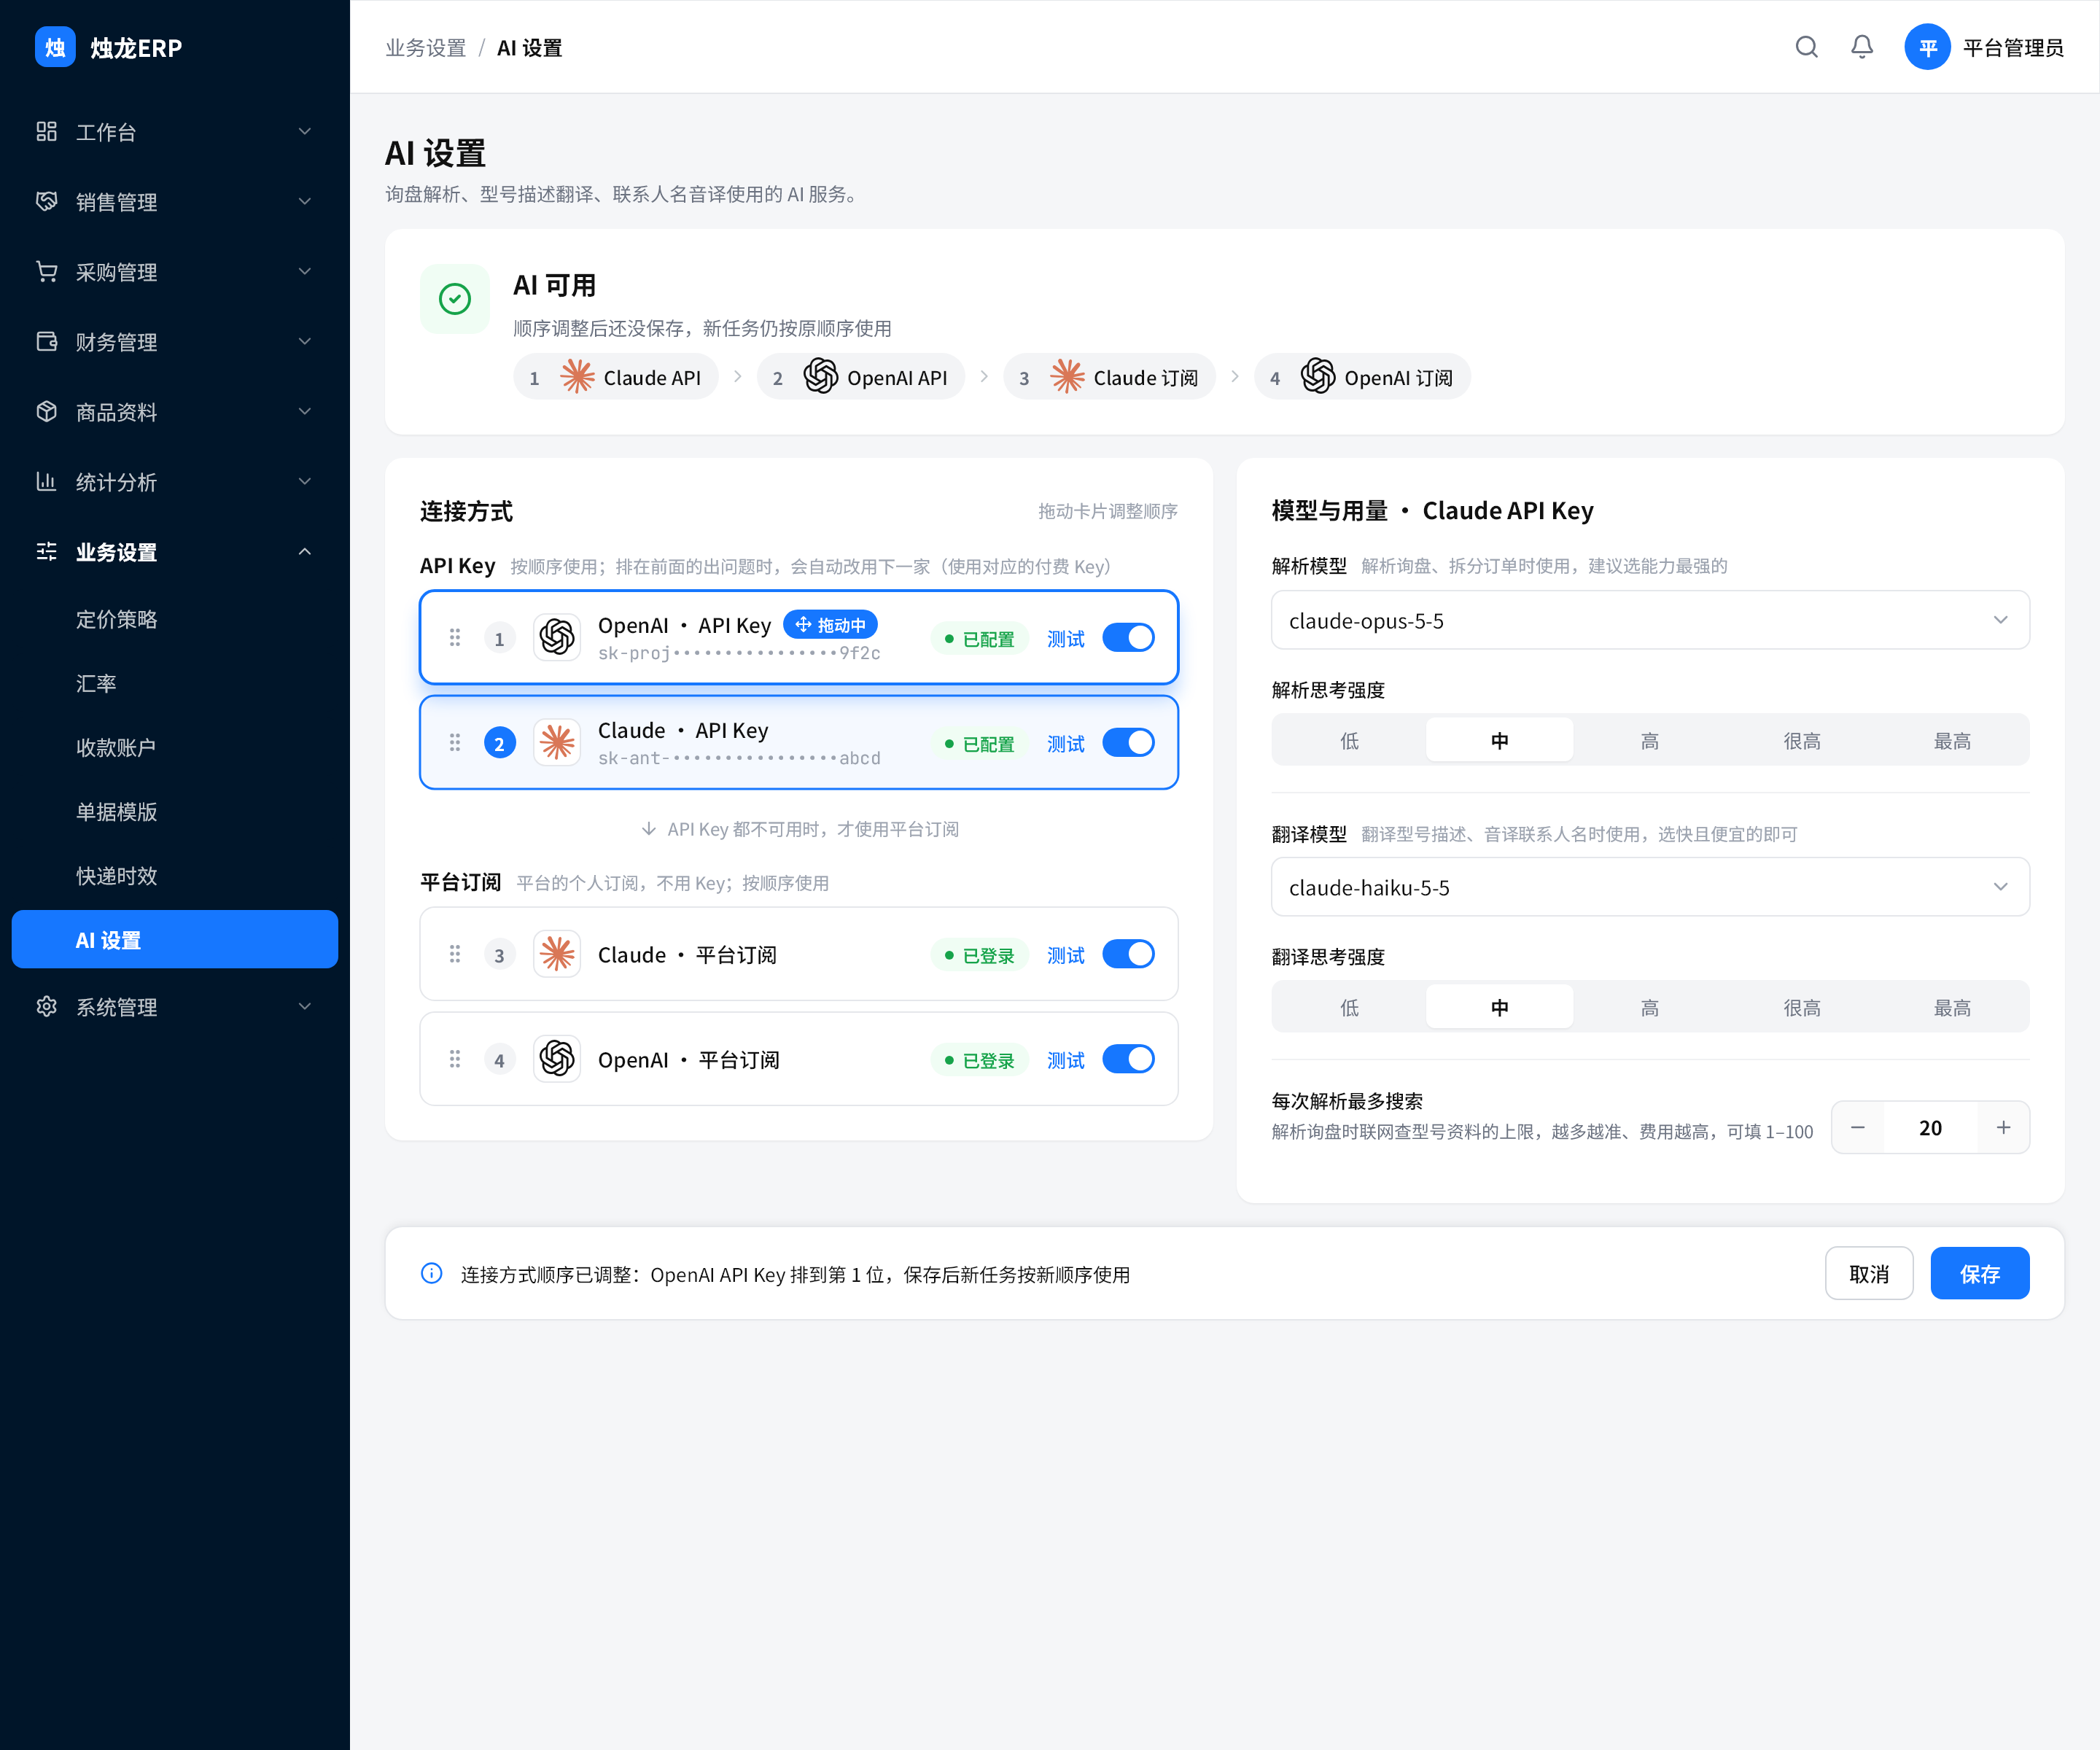 烛 烛龙ERP
工作台
销售管理
采购管理
财务管理
商品资料
统计分析
业务设置
定价策略
汇率
收款账户
单据模版
快递时效
AI 设置
系统管理
业务设置 / AI 设置
平 平台管理员
AI 设置
询盘解析、型号描述翻译、联系人名音译使用的 AI 服务。
AI 可用
顺序调整后还没保存，新任务仍按原顺序使用
1 Claude API > 2 OpenAI API > 3 Claude 订阅 > 4 OpenAI 订阅
连接方式 拖动卡片调整顺序
API Key 按顺序使用；排在前面的出问题时，会自动改用下一家（使用对应的付费 Key）
1 OpenAI · API Key 拖动中 已配置 测试
sk-proj••••••••••••••••9f2c
2 Claude · API Key 已配置 测试
sk-ant-••••••••••••••••abcd
↓ API Key 都不可用时，才使用平台订阅
平台订阅 平台的个人订阅，不用 Key；按顺序使用
3 Claude · 平台订阅 已登录 测试
4 OpenAI · 平台订阅 已登录 测试
模型与用量 · Claude API Key
解析模型 解析询盘、拆分订单时使用，建议选能力最强的
claude-opus-5-5
解析思考强度
低 中 高 很高 最高
翻译模型 翻译型号描述、音译联系人名时使用，选快且便宜的即可
claude-haiku-5-5
翻译思考强度
低 中 高 很高 最高
每次解析最多搜索
解析询盘时联网查型号资料的上限，越多越准、费用越高，可填 1–100
− 20 +
连接方式顺序已调整：OpenAI API Key 排到第 1 位，保存后新任务按新顺序使用
取消 保存